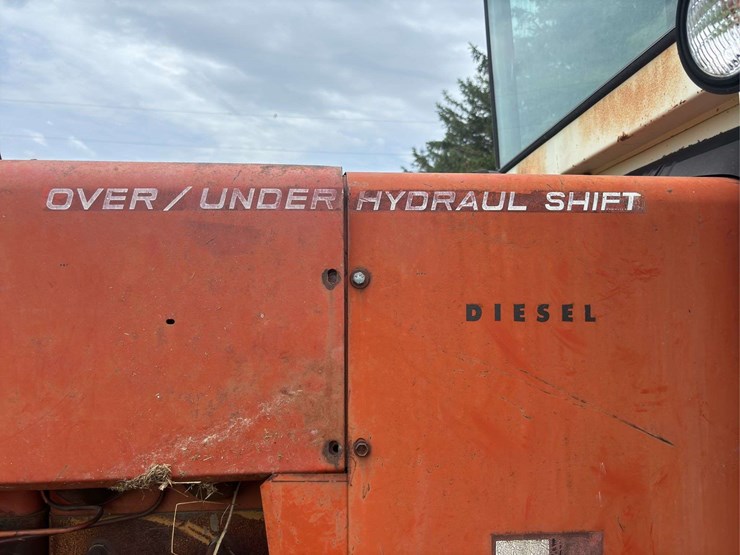 OVER/UNDER HYDRAUL SHIFT
DIESEL